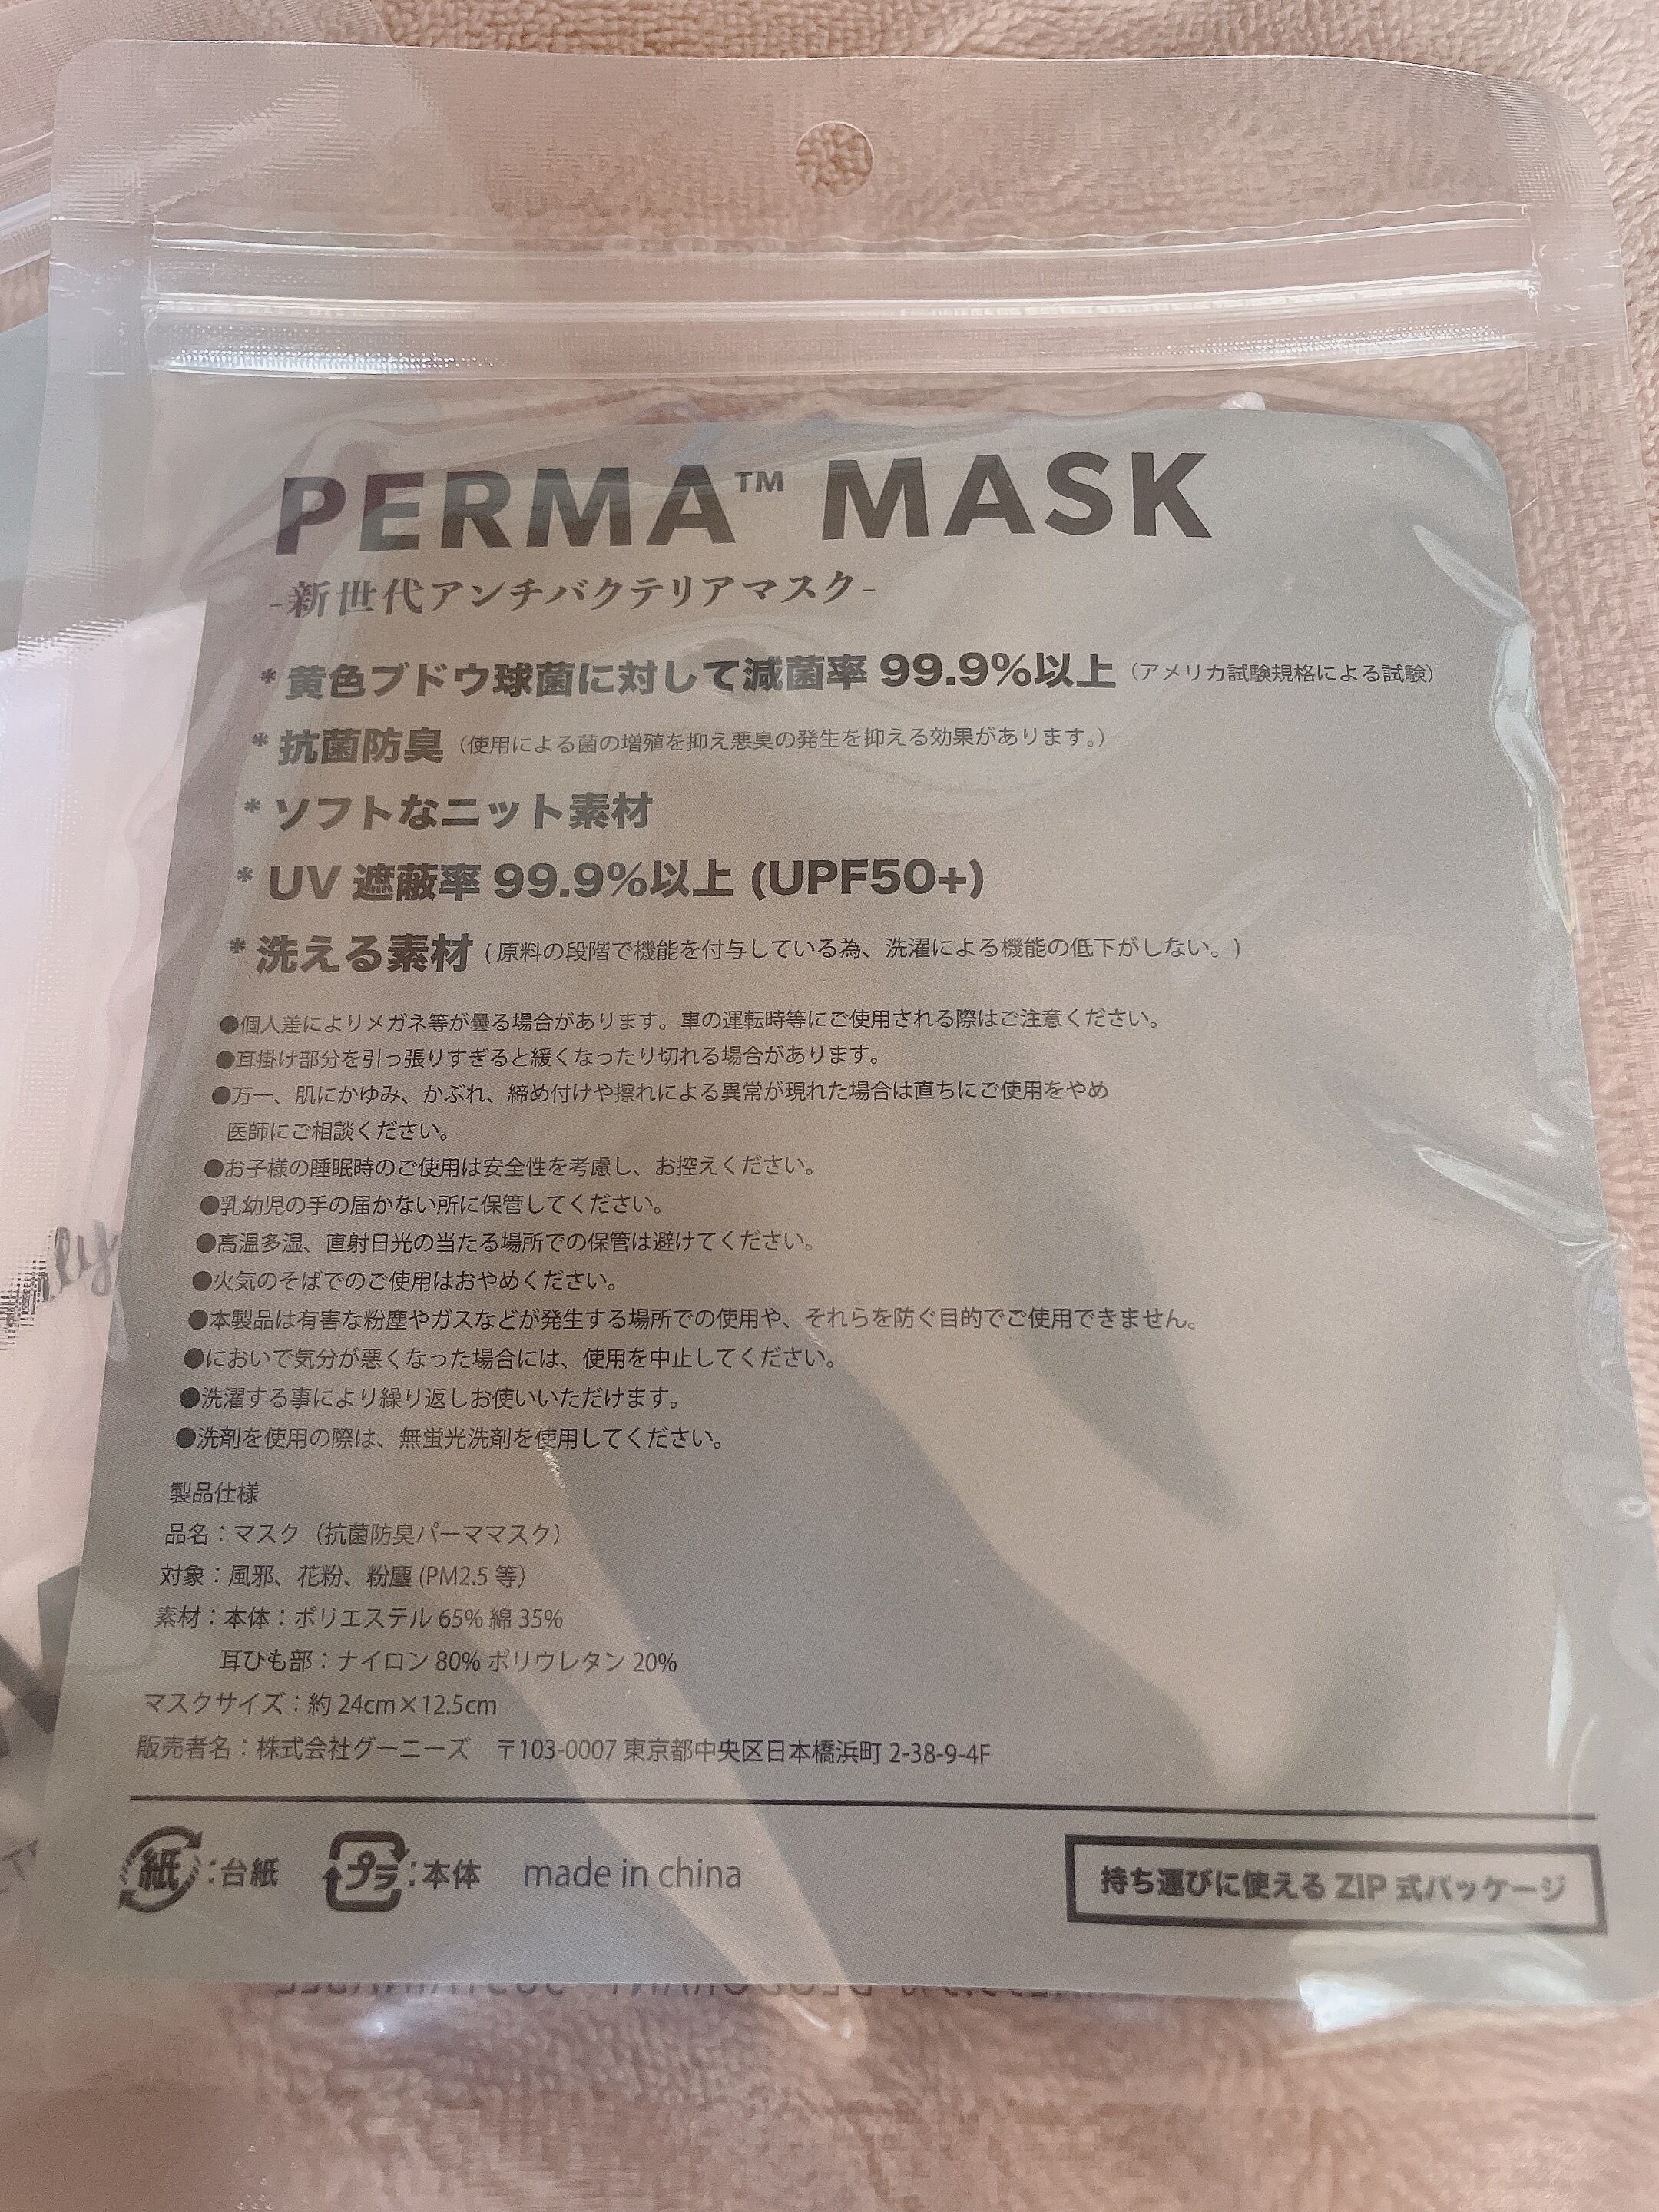 PERMA™ MASK
-新世代アンチバクテリアマスク-
* 黄色ブドウ球菌に対して減菌率 99.9%以上（アメリカ試験規格による試験）
* 抗菌防臭（使用による菌の増殖を抑え悪臭の発生を抑える効果があります。）
* ソフトなニット素材
* UV 遮蔽率 99.9%以上 (UPF50+)
* 洗える素材 ( 原料の段階で機能を付与している為、洗濯による機能の低下がしない。)
●個人差によりメガネ等が曇る場合があります。車の運転時等にご使用される際はご注意ください。
●耳掛け部分を引っ張りすぎると緩くなったり切れる場合があります。
●万一、肌にかゆみ、かぶれ、締め付けや擦れによる異常が現れた場合は直ちにご使用をやめ
医師にご相談ください。
●お子様の睡眠時のご使用は安全性を考慮し、お控えください。
●乳幼児の手の届かない所に保管してください。
●高温多湿、直射日光の当たる場所での保管は避けてください。
●火気のそばでのご使用はおやめください。
●本製品は有害な粉塵やガスなどが発生する場所での使用や、それらを防ぐ目的でご使用できません。
●においで気分が悪くなった場合には、使用を中止してください。
●洗濯する事により繰り返しお使いいただけます。
●洗剤を使用の際は、無蛍光洗剤を使用してください。
製品仕様
品名：マスク（抗菌防臭パーママスク）
対象：風邪、花粉、粉塵 (PM2.5 等）
素材：本体：ポリエステル 65% 綿 35%
耳ひも部：ナイロン 80% ポリウレタン 20%
マスクサイズ：約 24cm×12.5cm
販売者名：株式会社グーニーズ 〒103-0007 東京都中央区日本橋浜町 2-38-9-4F
紙：台紙 プラ：本体 made in china
持ち運びに使える ZIP 式パッケージ